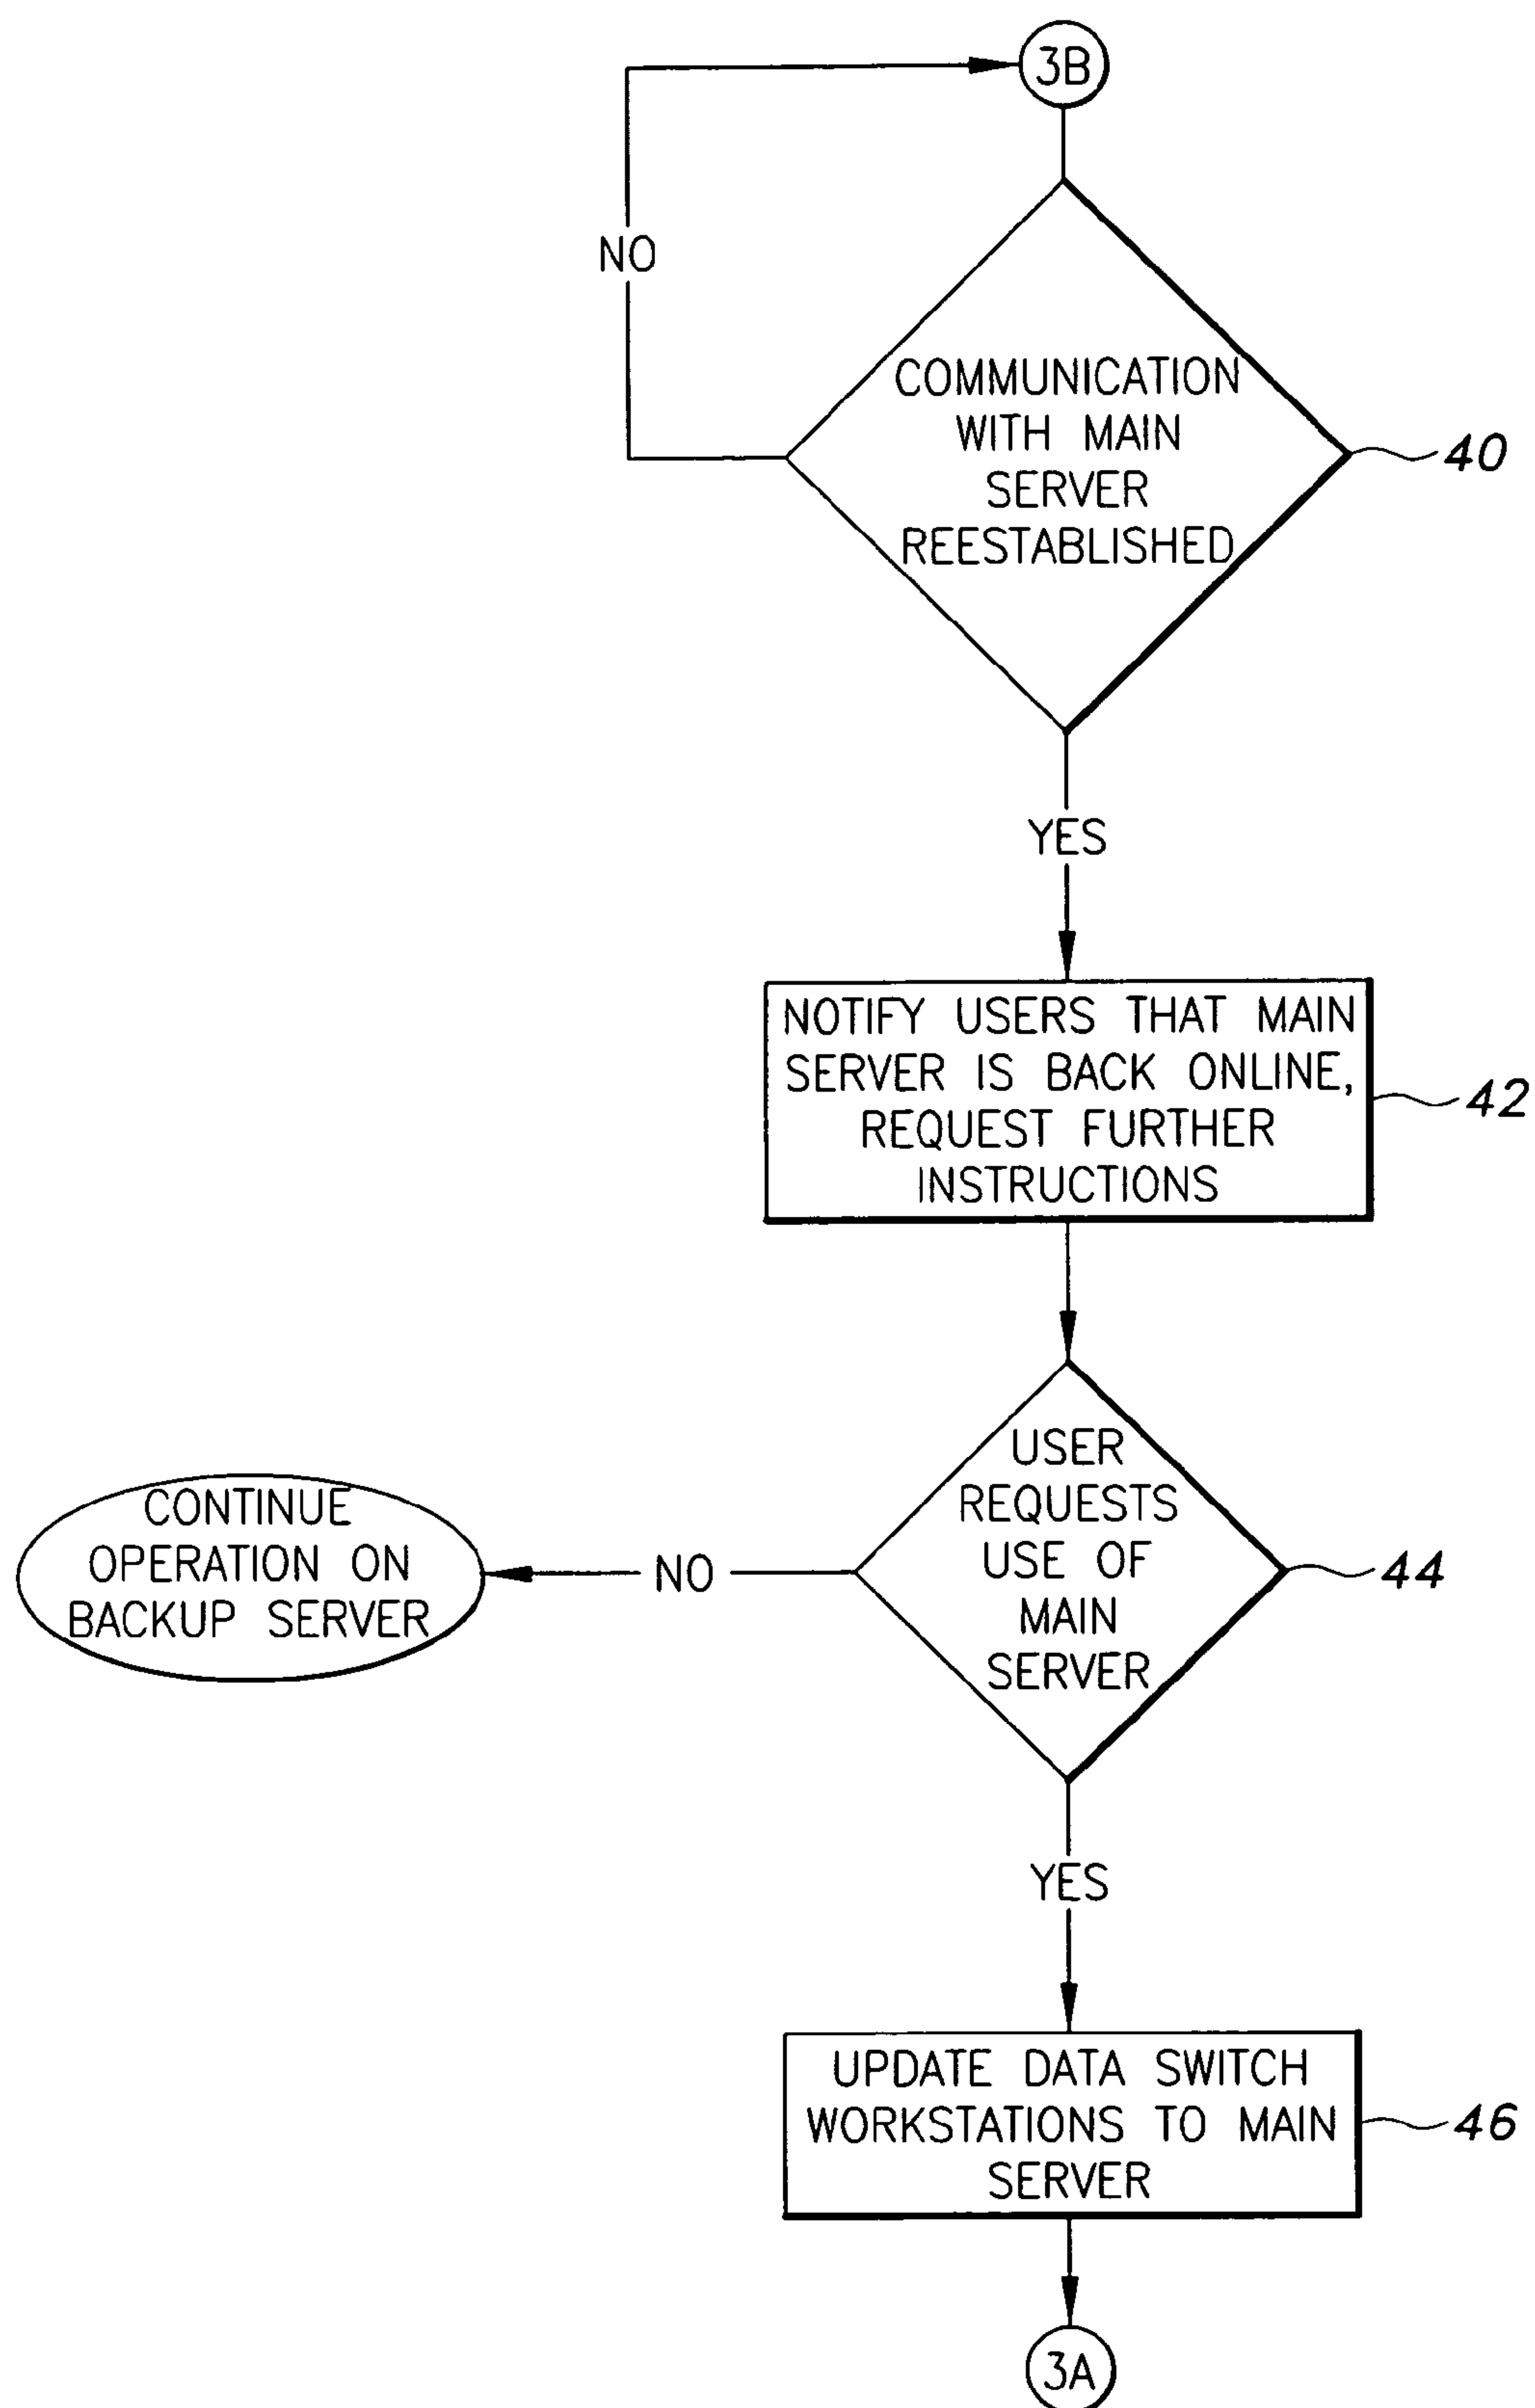 3B
NO
COMMUNICATION
WITH MAIN
SERVER
REESTABLISHED
40
YES
NOTIFY USERS THAT MAIN
SERVER IS BACK ONLINE,
REQUEST FURTHER
INSTRUCTIONS
42
USER
REQUESTS
USE OF
MAIN
SERVER
44
NO
CONTINUE
OPERATION ON
BACKUP SERVER
YES
UPDATE DATA SWITCH
WORKSTATIONS TO MAIN
SERVER
46
3A